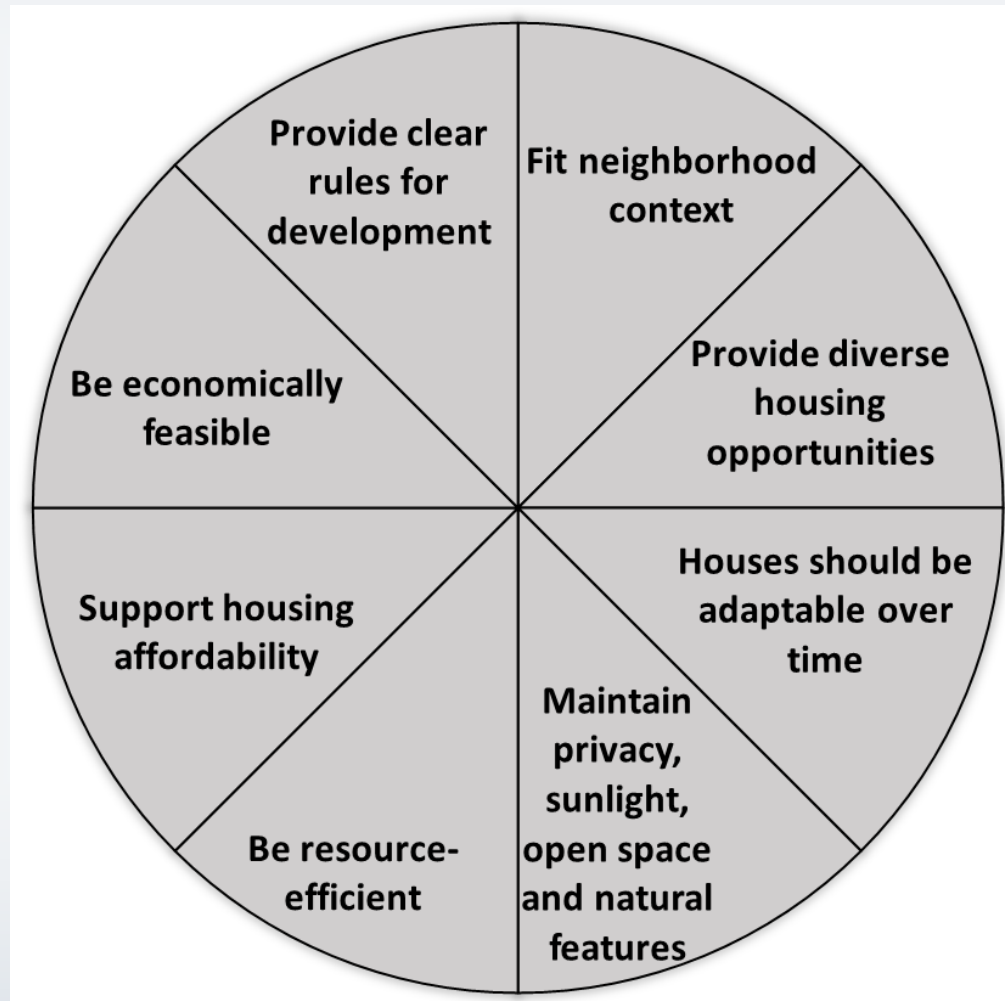 Provide clear
rules for
development
Fit neighborhood
context
Provide diverse
housing
opportunities
Houses should be
adaptable over
time
Maintain
privacy,
sunlight,
open space
and natural
features
Be resource-
efficient
Support housing
affordability
Be economically
feasible